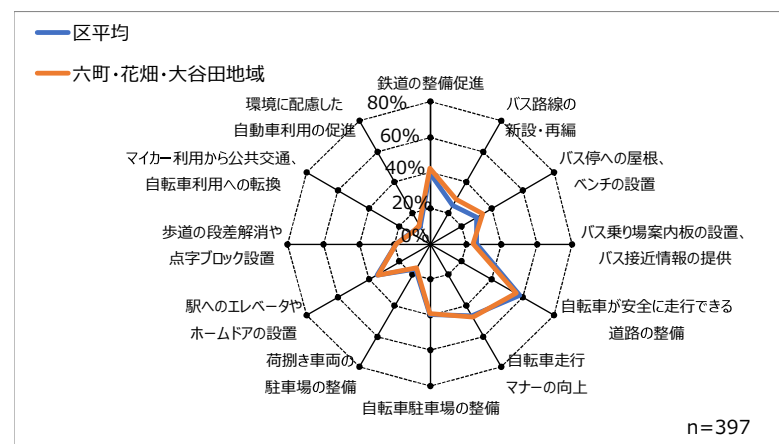 区平均
六町・花畑・大谷田地域
鉄道の整備促進
バス路線の
新設・再編
バス停への屋根、
ベンチの設置
バス乗り場案内板の設置、
バス接近情報の提供
自転車が安全に走行できる
道路の整備
自転車走行
マナーの向上
自転車駐車場の整備
荷捌き車両の
駐車場の整備
駅へのエレベータや
ホームドアの設置
歩道の段差解消や
点字ブロック設置
マイカー利用から公共交通、
自転車利用への転換
環境に配慮した
自動車利用の促進
80%
60%
40%
20%
0%
n=397